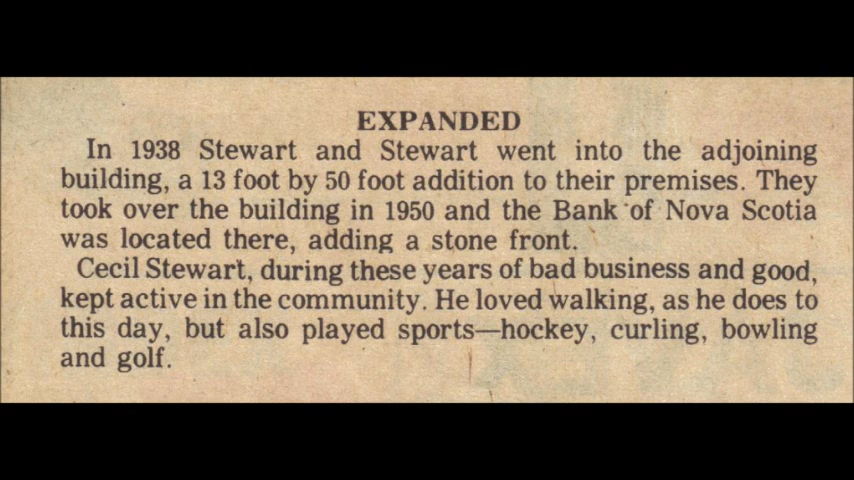 EXPANDED
In 1938 Stewart and Stewart went into the adjoining
building, a 13 foot by 50 foot addition to their premises. They
took over the building in 1950 and the Bank of Nova Scotia
was located there, adding a stone front.
Cecil Stewart, during these years of bad business and good,
kept active in the community. He loved walking, as he does to
this day, but also played sports—hockey, curling, bowling
and golf.